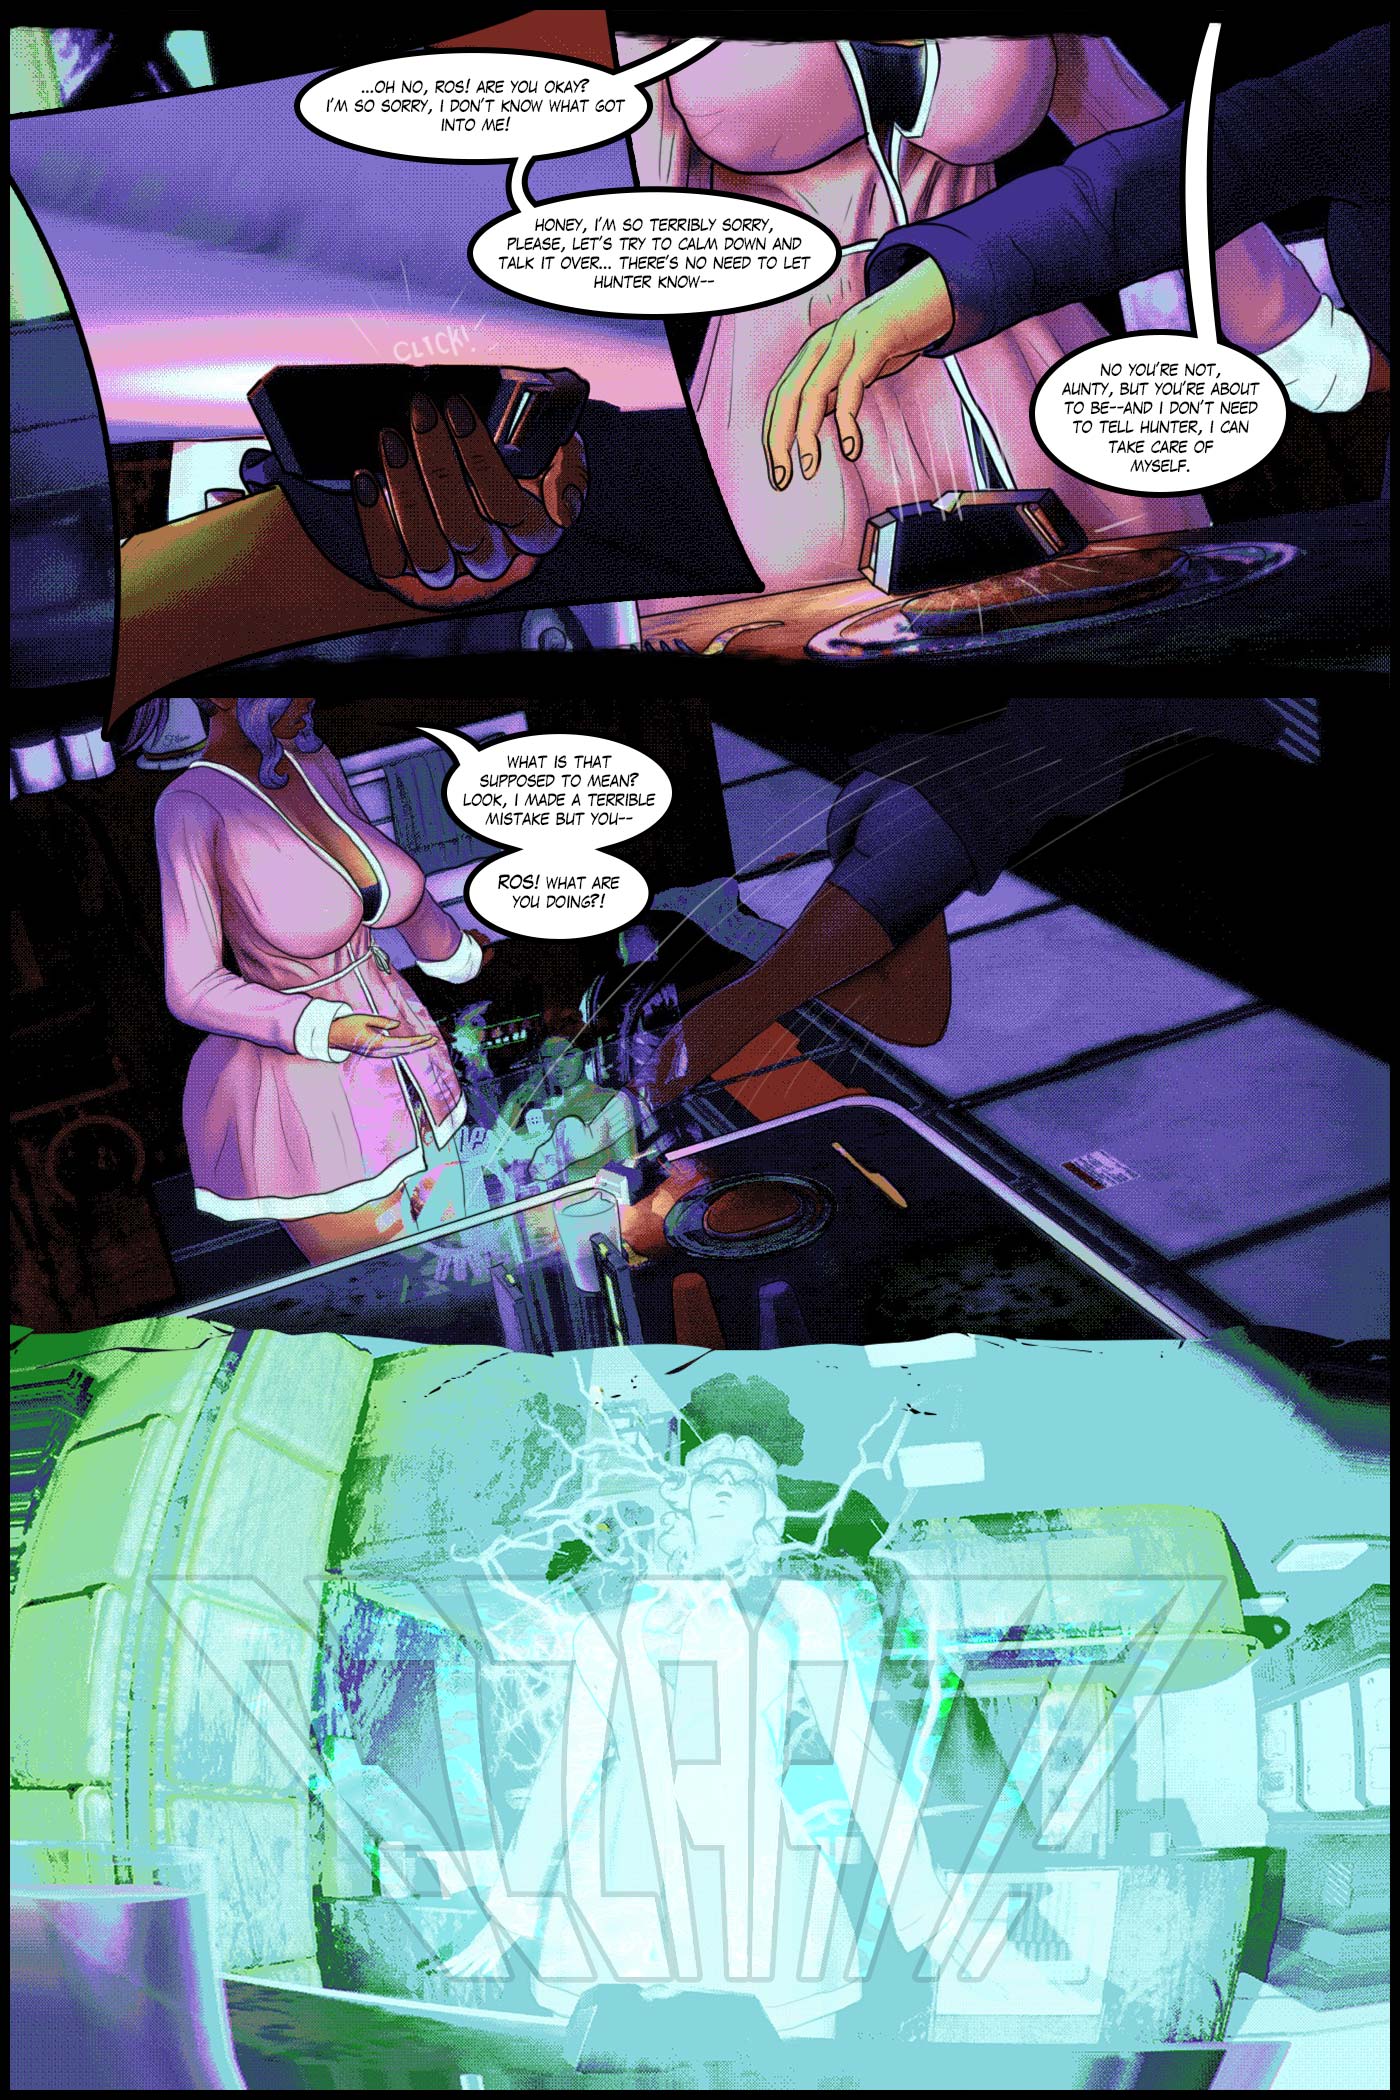 ...OH NO, ROS! ARE YOU OKAY?
I'M SO SORRY, I DON'T KNOW WHAT GOT
INTO ME!
HONEY, I'M SO TERRIBLY SORRY,
PLEASE, LET'S TRY TO CALM DOWN AND
TALK IT OVER... THERE'S NO NEED TO LET
HUNTER KNOW--
CLICK!
NO YOU'RE NOT,
AUNTY, BUT YOU'RE ABOUT
TO BE--AND I DON'T NEED
TO TELL HUNTER, I CAN
TAKE CARE OF
MYSELF.
WHAT IS THAT
SUPPOSED TO MEAN?
LOOK, I MADE A TERRIBLE
MISTAKE BUT YOU--
ROS! WHAT ARE
YOU DOING?!